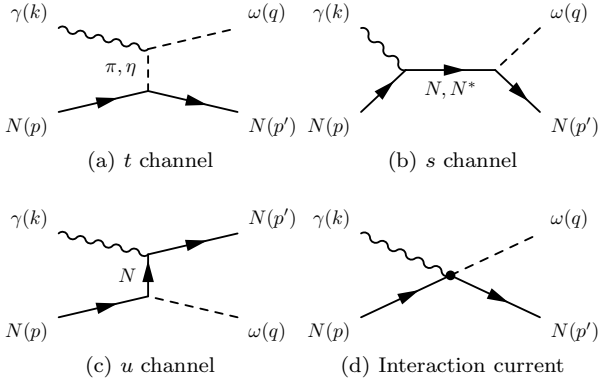 γ(k) ω(q) γ(k) ω(q)
π, η
N, N*
N(p) N(p′) N(p) N(p′)
(a) t channel (b) s channel
γ(k) N(p′) γ(k) ω(q)
N
N(p) ω(q) N(p) N(p′)
(c) u channel (d) Interaction current